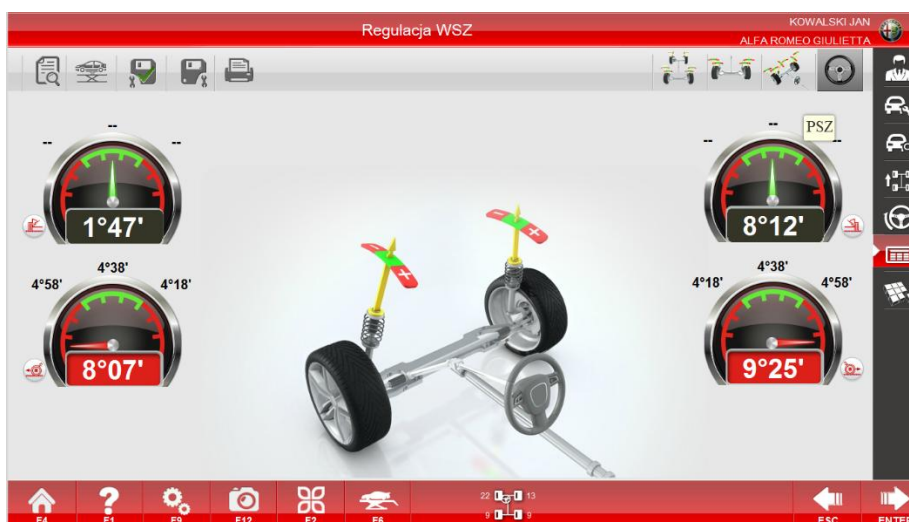 Regulacja WSZ
KOWALSKI JAN
ALFA ROMEO GIULIETTA
--
--
--
1°47'
--
--
PSZ
8°12'
4°38'
4°58'
4°18'
8°07'
4°38'
4°18'
4°58'
9°25'
22
13
9
9
F4
F1
F9
F12
F2
F6
ESC
ENTER